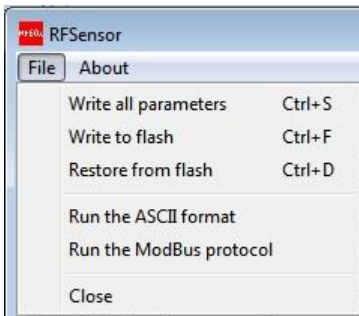 RFSensor
File About
Write all parameters Ctrl+S
Write to flash Ctrl+F
Restore from flash Ctrl+D
Run the ASCII format
Run the ModBus protocol
Close